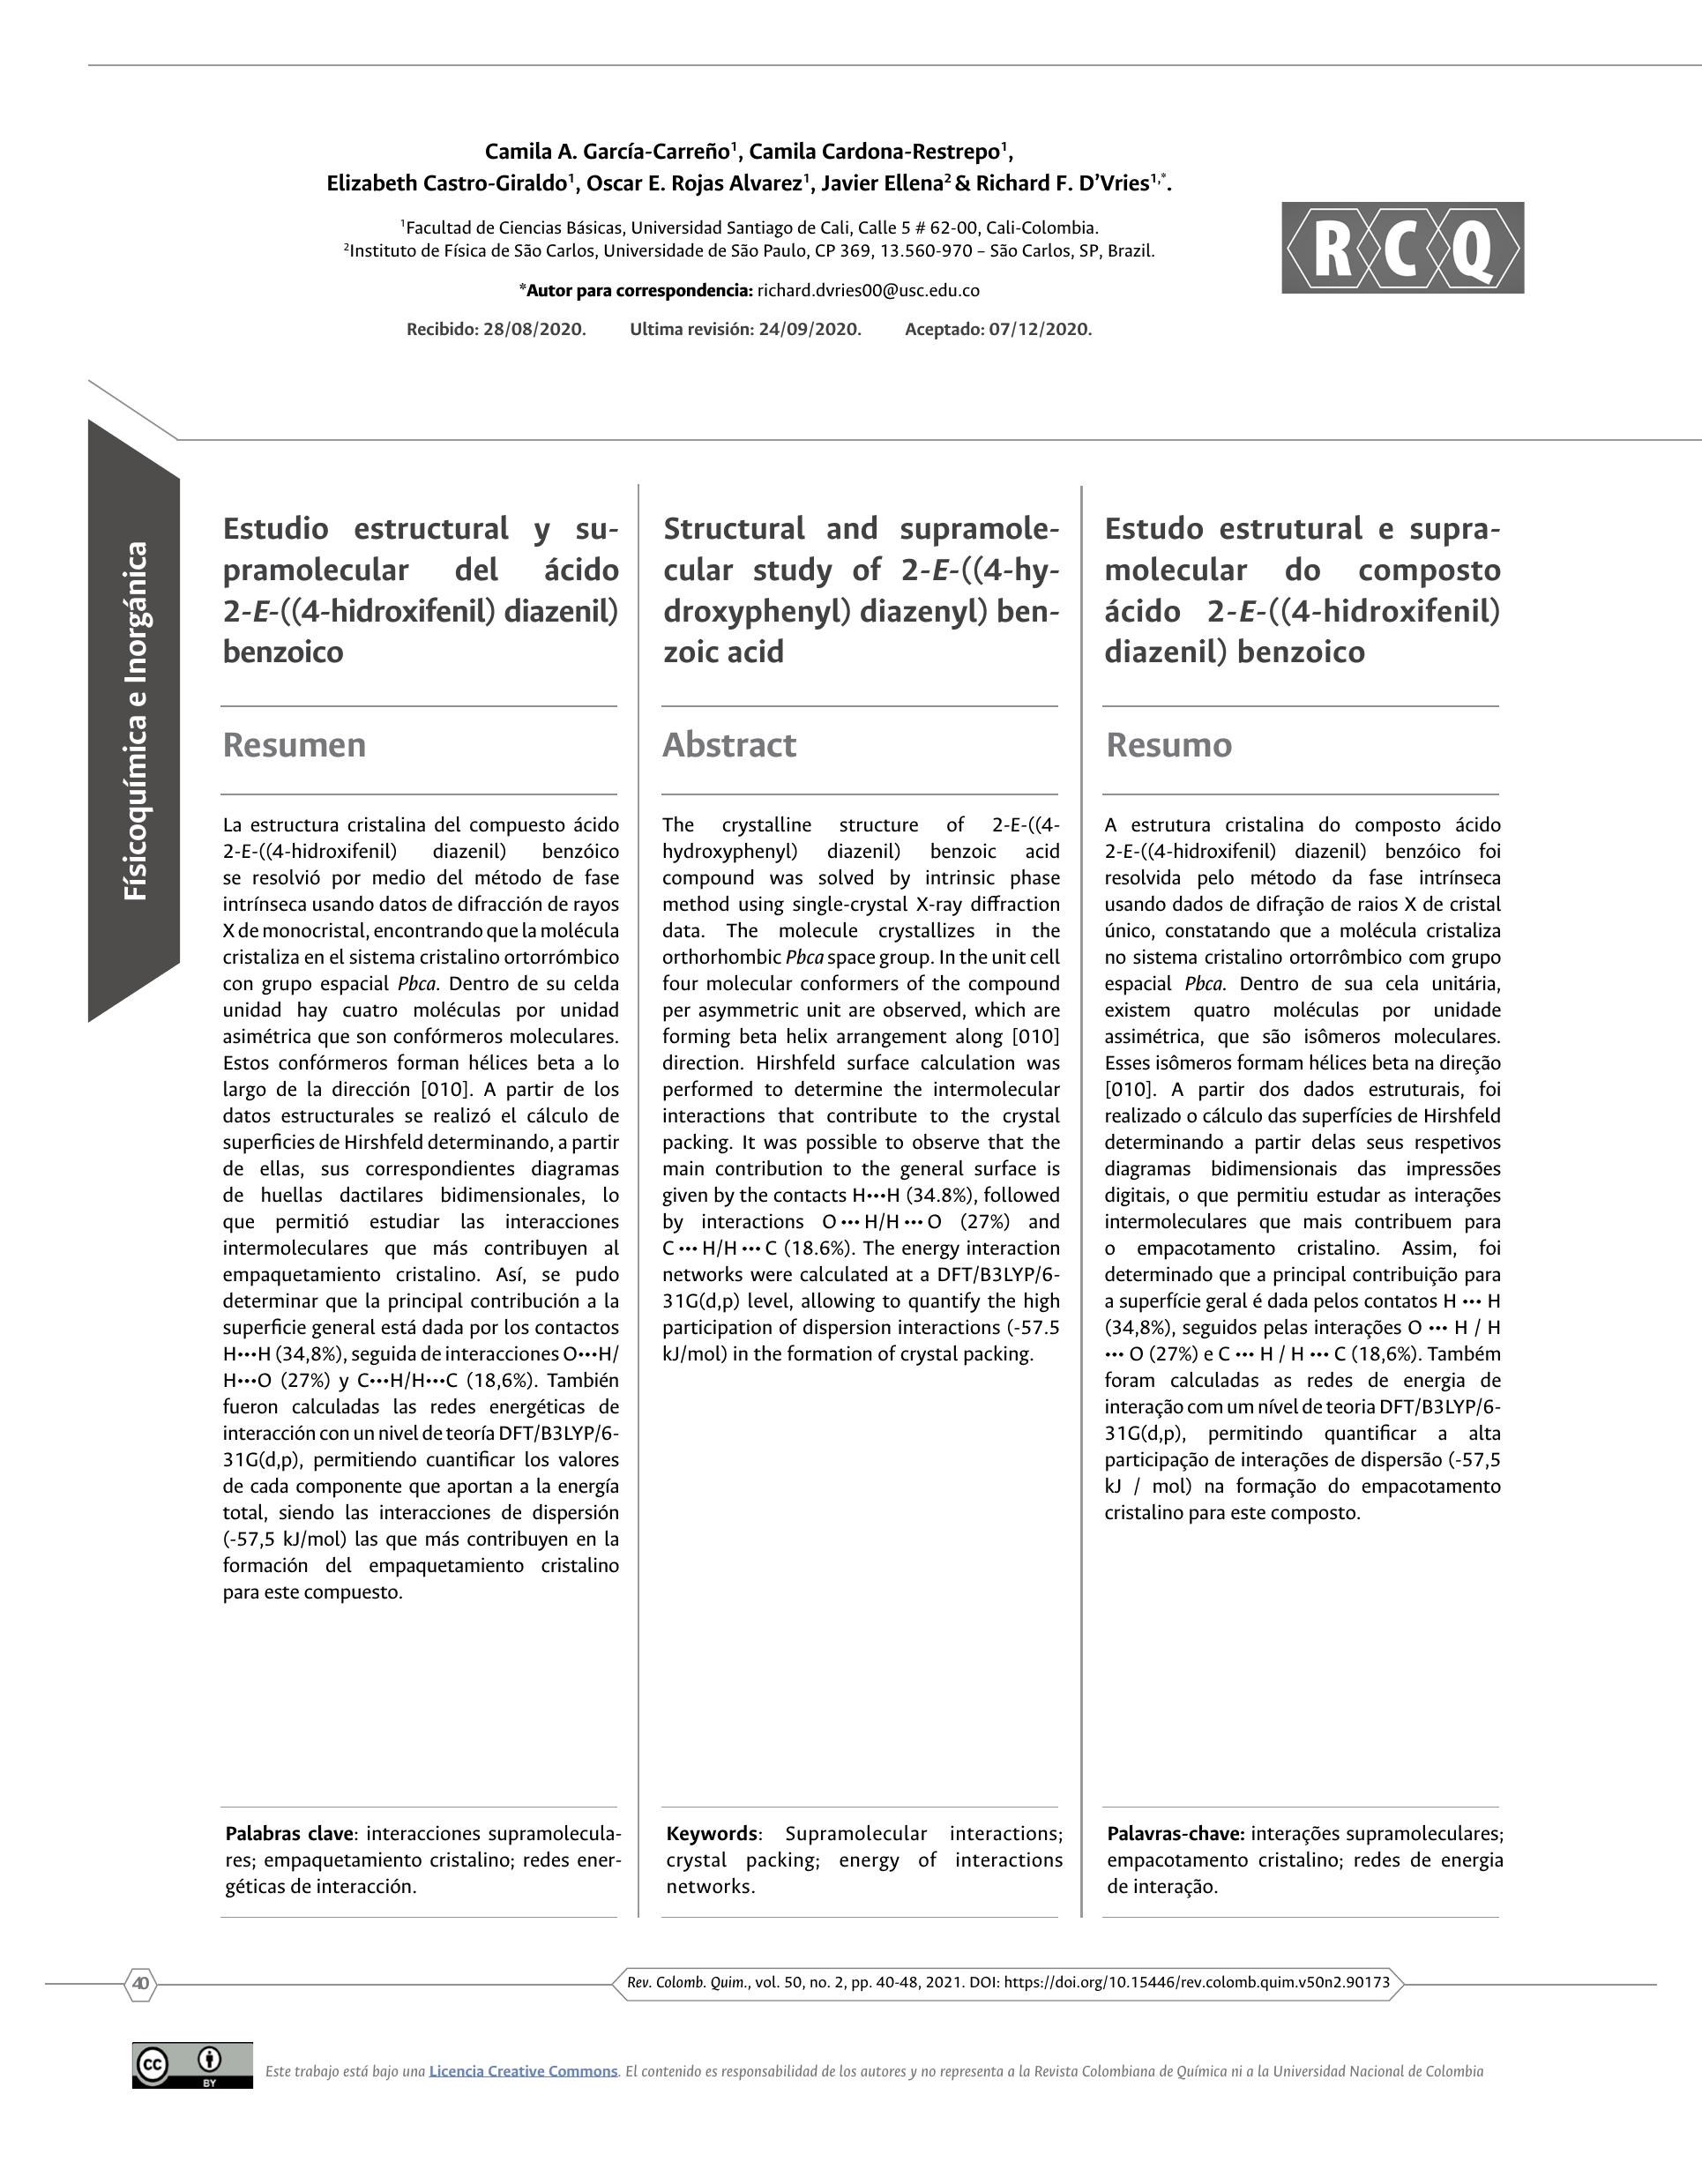 Camila A. García-Carreño1, Camila Cardona-Restrepo1,
Elizabeth Castro-Giraldo1, Oscar E. Rojas Alvarez1, Javier Ellena2 & Richard F. D'Vries1,*.
1Facultad de Ciencias Básicas, Universidad Santiago de Cali, Calle 5 # 62-00, Cali-Colombia.
2Instituto de Física de São Carlos, Universidade de São Paulo, CP 369, 13.560-970 – São Carlos, SP, Brazil.
*Autor para correspondencia: richard.dvries00@usc.edu.co
Recibido: 28/08/2020. Ultima revisión: 24/09/2020. Aceptado: 07/12/2020.
RCQ
Físicoquímica e Inorgánica
Estudio estructural y su-
pramolecular del ácido
2-E-((4-hidroxifenil) diazenil)
benzoico
Resumen
La estructura cristalina del compuesto ácido
2-E-((4-hidroxifenil) diazenil) benzóico
se resolvió por medio del método de fase
intrínseca usando datos de difracción de rayos
X de monocristal, encontrando que la molécula
cristaliza en el sistema cristalino ortorrómbico
con grupo espacial Pbca. Dentro de su celda
unidad hay cuatro moléculas por unidad
asimétrica que son confórmeros moleculares.
Estos confórmeros forman hélices beta a lo
largo de la dirección [010]. A partir de los
datos estructurales se realizó el cálculo de
superficies de Hirshfeld determinando, a partir
de ellas, sus correspondientes diagramas
de huellas dactilares bidimensionales, lo
que permitió estudiar las interacciones
intermoleculares que más contribuyen al
empaquetamiento cristalino. Así, se pudo
determinar que la principal contribución a la
superficie general está dada por los contactos
H•••H (34,8%), seguida de interacciones O•••H/
H•••O (27%) y C•••H/H•••C (18,6%). También
fueron calculadas las redes energéticas de
interacción con un nivel de teoría DFT/B3LYP/6-
31G(d,p), permitiendo cuantificar los valores
de cada componente que aportan a la energía
total, siendo las interacciones de dispersión
(-57,5 kJ/mol) las que más contribuyen en la
formación del empaquetamiento cristalino
para este compuesto.
Palabras clave: interacciones supramolecula-
res; empaquetamiento cristalino; redes ener-
géticas de interacción.
Structural and supramole-
cular study of 2-E-((4-hy-
droxyphenyl) diazenyl) ben-
zoic acid
Abstract
The crystalline structure of 2-E-((4-
hydroxyphenyl) diazenil) benzoic acid
compound was solved by intrinsic phase
method using single-crystal X-ray diffraction
data. The molecule crystallizes in the
orthorhombic Pbca space group. In the unit cell
four molecular conformers of the compound
per asymmetric unit are observed, which are
forming beta helix arrangement along [010]
direction. Hirshfeld surface calculation was
performed to determine the intermolecular
interactions that contribute to the crystal
packing. It was possible to observe that the
main contribution to the general surface is
given by the contacts H•••H (34.8%), followed
by interactions O ••• H/H ••• O (27%) and
C ••• H/H ••• C (18.6%). The energy interaction
networks were calculated at a DFT/B3LYP/6-
31G(d,p) level, allowing to quantify the high
participation of dispersion interactions (-57.5
kJ/mol) in the formation of crystal packing.
Keywords: Supramolecular interactions;
crystal packing; energy of interactions
networks.
Estudo estrutural e supra-
molecular do composto
ácido 2-E-((4-hidroxifenil)
diazenil) benzoico
Resumo
A estrutura cristalina do composto ácido
2-E-((4-hidroxifenil) diazenil) benzóico foi
resolvida pelo método da fase intrínseca
usando dados de difração de raios X de cristal
único, constatando que a molécula cristaliza
no sistema cristalino ortorrômbico com grupo
espacial Pbca. Dentro de sua cela unitária,
existem quatro moléculas por unidade
assimétrica, que são isômeros moleculares.
Esses isômeros formam hélices beta na direção
[010]. A partir dos dados estruturais, foi
realizado o cálculo das superfícies de Hirshfeld
determinando a partir delas seus respetivos
diagramas bidimensionais das impressões
digitais, o que permitiu estudar as interações
intermoleculares que mais contribuem para
o empacotamento cristalino. Assim, foi
determinado que a principal contribuição para
a superfície geral é dada pelos contatos H ••• H
(34,8%), seguidos pelas interações O ••• H / H
••• O (27%) e C ••• H / H ••• C (18,6%). Também
foram calculadas as redes de energia de
interação com um nível de teoria DFT/B3LYP/6-
31G(d,p), permitindo quantificar a alta
participação de interações de dispersão (-57,5
kJ / mol) na formação do empacotamento
cristalino para este composto.
Palavras-chave: interações supramoleculares;
empacotamento cristalino; redes de energia
de interação.
40
Rev. Colomb. Quim., vol. 50, no. 2, pp. 40-48, 2021. DOI: https://doi.org/10.15446/rev.colomb.quim.v50n2.90173
cc BY
Este trabajo está bajo una Licencia Creative Commons. El contenido es responsabilidad de los autores y no representa a la Revista Colombiana de Química ni a la Universidad Nacional de Colombia